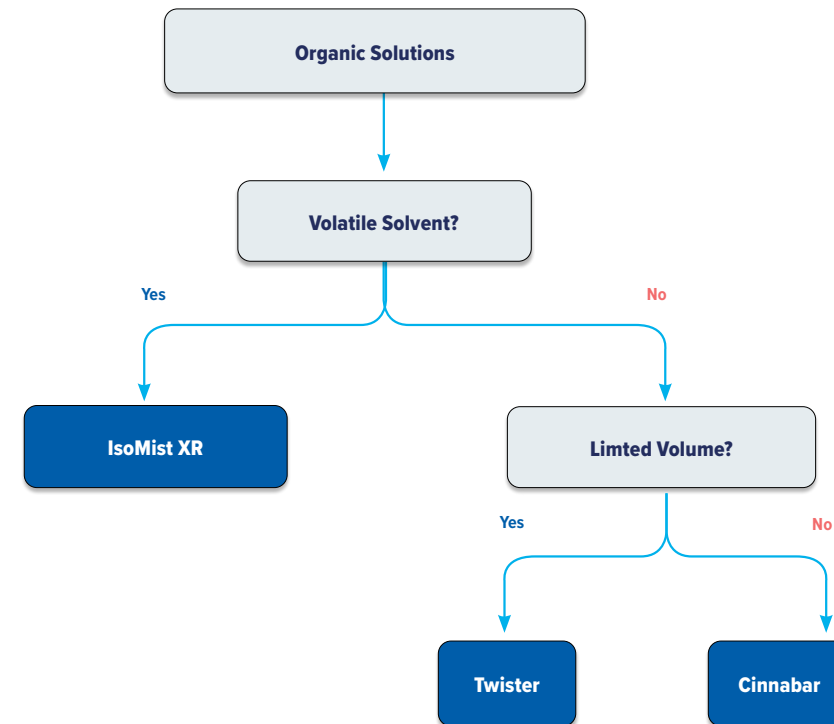 Organic Solutions
Volatile Solvent?
Yes
No
IsoMist XR
Limted Volume?
Yes
No
Twister
Cinnabar